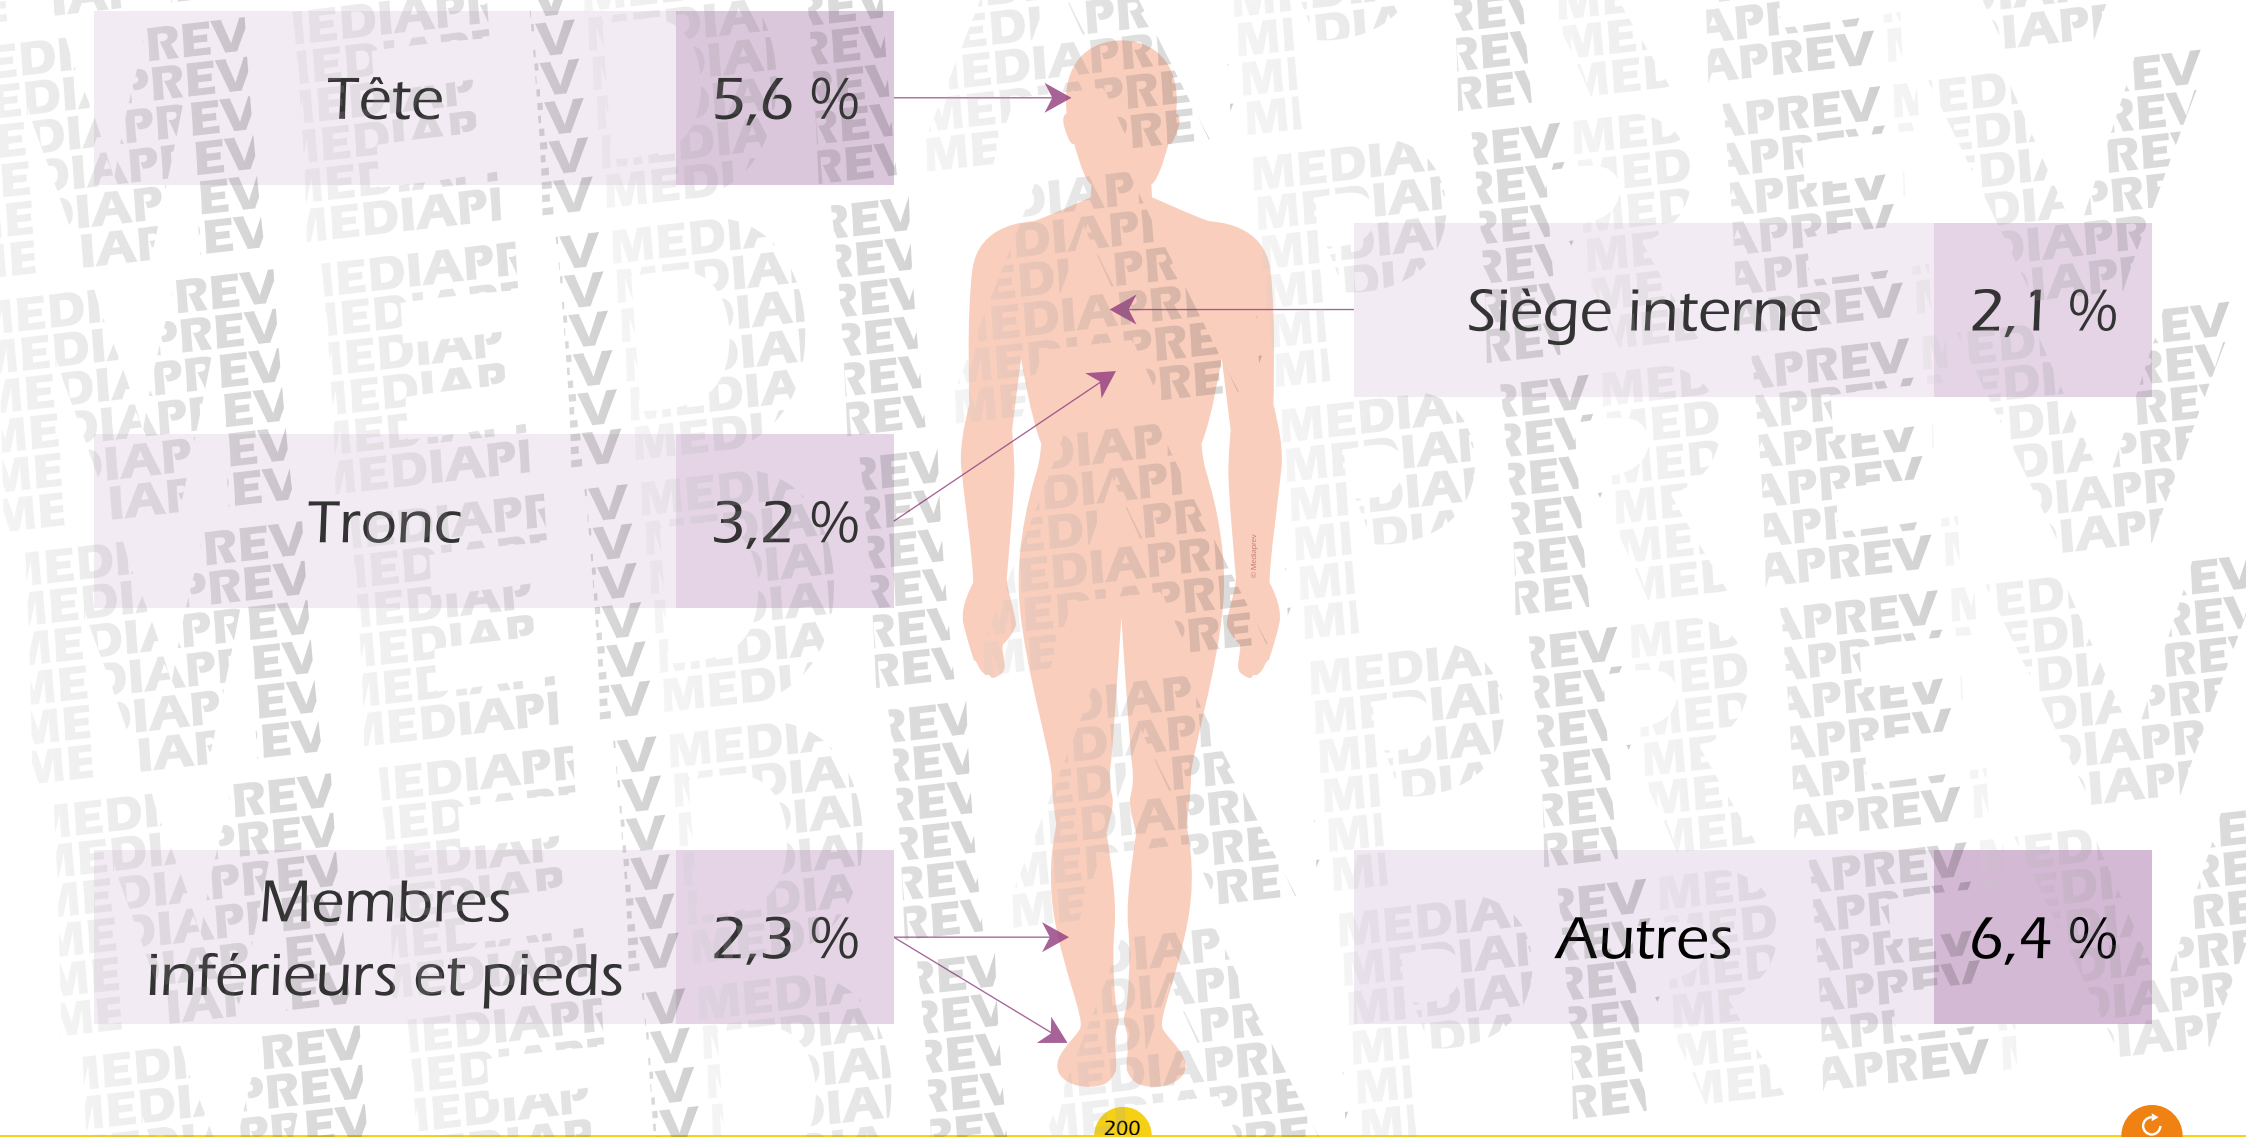 Tête
5,6 %
Siège interne
2,1 %
Tronc
3,2 %
Membres
inférieurs et pieds
2,3 %
Autres
6,4 %
© Mediaprev
200